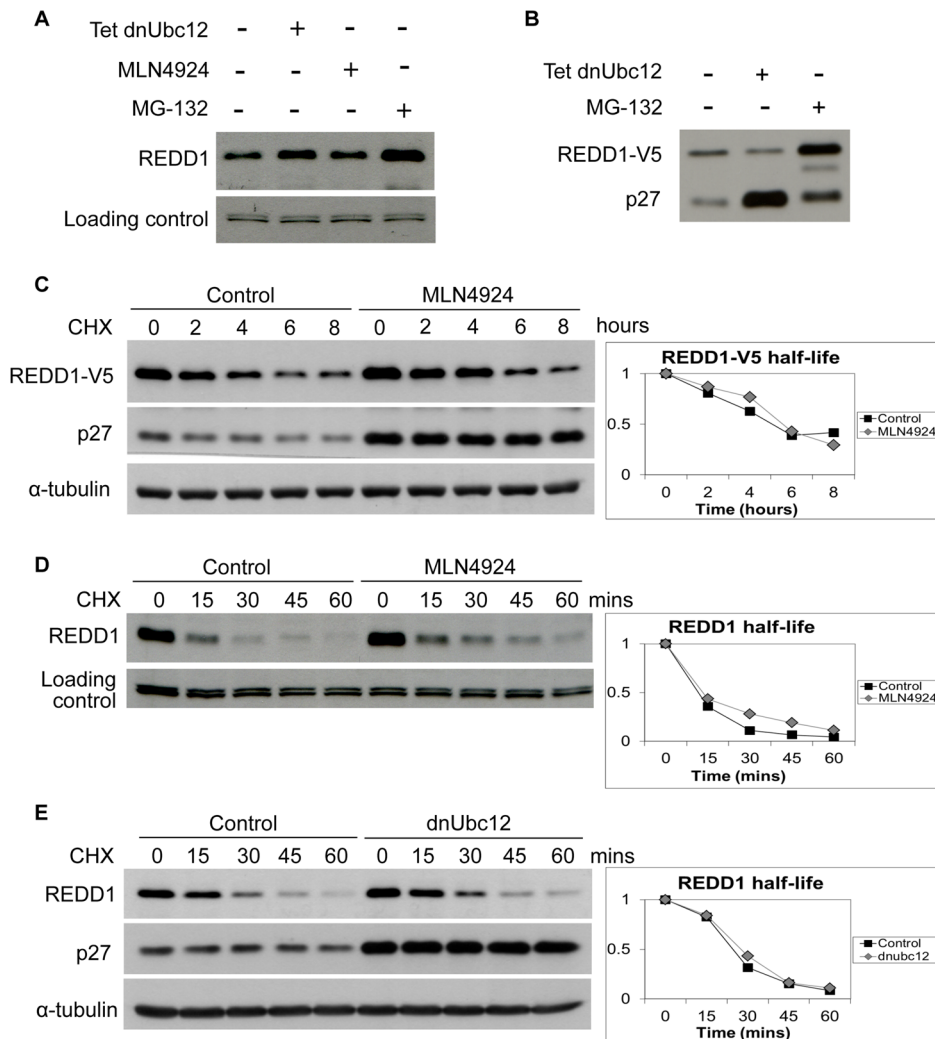 A
Tet dnUbc12 - + - -
MLN4924 - - + -
MG-132 - - - +
REDD1
Loading control
B
Tet dnUbc12 - + -
MG-132 - - +
REDD1-V5
p27
C
Control MLN4924
CHX 0 2 4 6 8 0 2 4 6 8 hours
REDD1-V5
p27
α-tubulin
REDD1-V5 half-life
1
0.5
0
0 2 4 6 8
Time (hours)
Control
MLN4924
D
Control MLN4924
CHX 0 15 30 45 60 0 15 30 45 60 mins
REDD1
Loading
control
REDD1 half-life
1
0.5
0
0 15 30 45 60
Time (mins)
Control
MLN4924
E
Control dnUbc12
CHX 0 15 30 45 60 0 15 30 45 60 mins
REDD1
p27
α-tubulin
REDD1 half-life
1
0.5
0
0 15 30 45 60
Time (mins)
Control
dnubc12